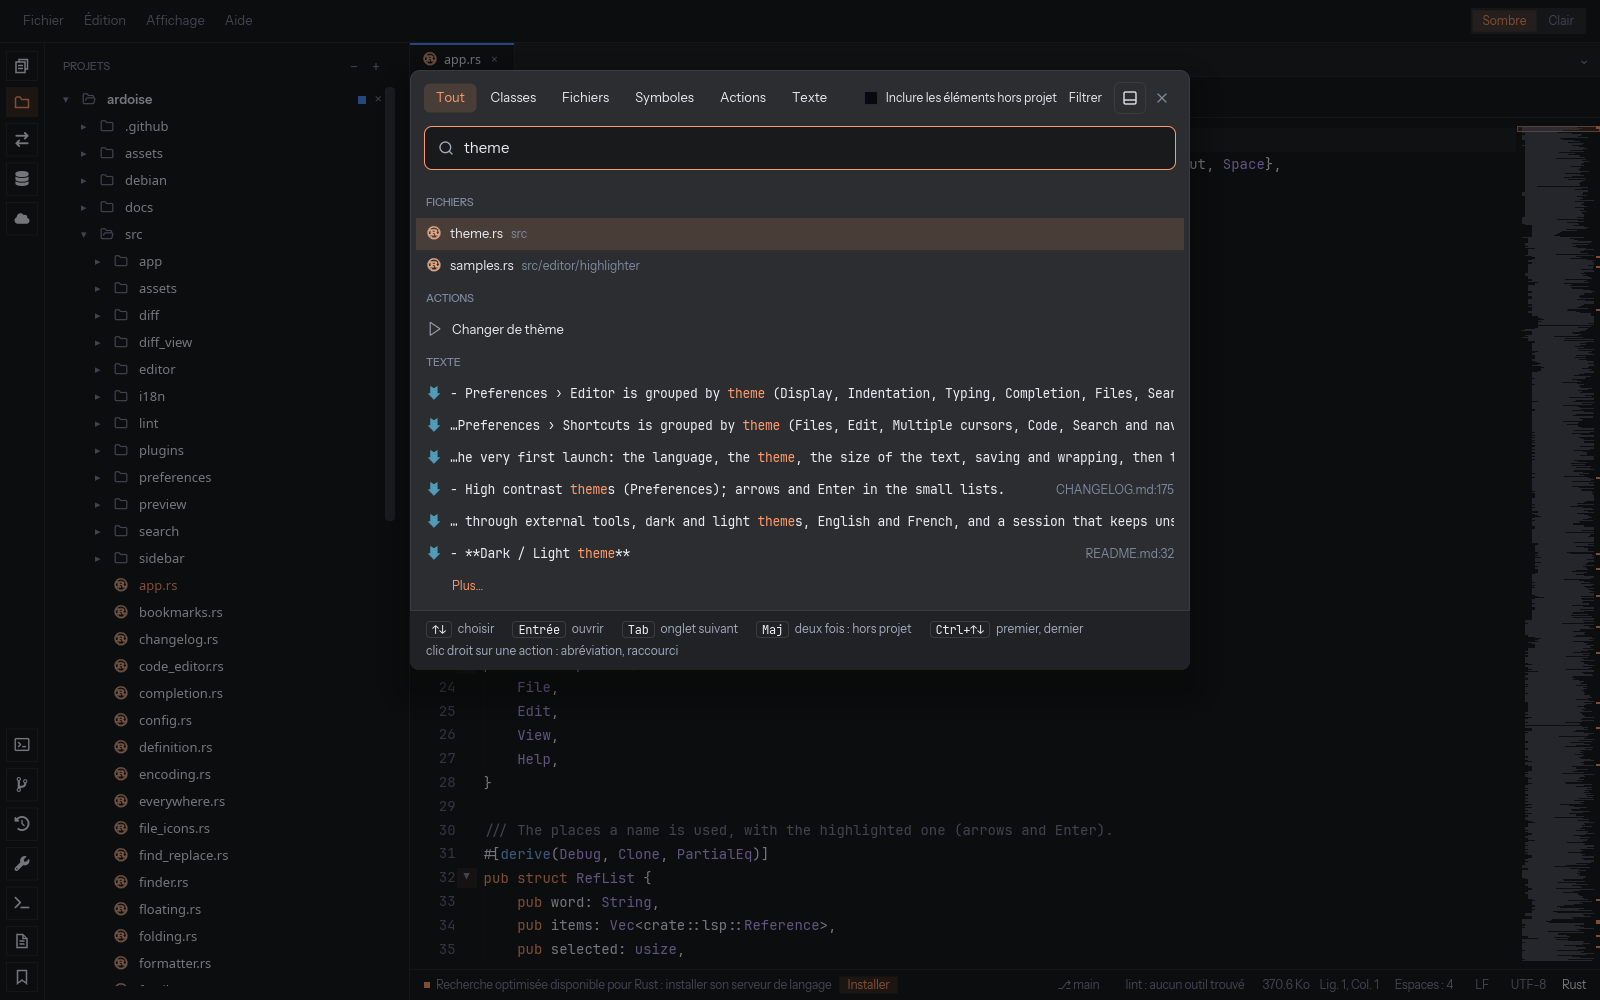 Fichier Édition Affichage Aide Sombre Clair
PROJETS − +
app.rs ×
ardoise ×
.github
assets
debian
docs
src
app
assets
diff
diff_view
editor
i18n
lint
plugins
preferences
preview
search
sidebar
app.rs
bookmarks.rs
changelog.rs
code_editor.rs
completion.rs
config.rs
definition.rs
encoding.rs
everywhere.rs
file_icons.rs
find_replace.rs
finder.rs
floating.rs
folding.rs
formatter.rs
Tout Classes Fichiers Symboles Actions Texte Inclure les éléments hors projet Filtrer ×
theme
ut, Space},
FICHIERS
theme.rs src
samples.rs src/editor/highlighter
ACTIONS
Changer de thème
TEXTE
- Preferences › Editor is grouped by theme (Display, Indentation, Typing, Completion, Files, Sear
…Preferences › Shortcuts is grouped by theme (Files, Edit, Multiple cursors, Code, Search and nav
…he very first launch: the language, the theme, the size of the text, saving and wrapping, then t
- High contrast themes (Preferences); arrows and Enter in the small lists. CHANGELOG.md:175
… through external tools, dark and light themes, English and French, and a session that keeps uns
- **Dark / Light theme** README.md:32
Plus…
↑↓ choisir Entrée ouvrir Tab onglet suivant Maj deux fois : hors projet Ctrl+↑↓ premier, dernier
clic droit sur une action : abréviation, raccourci
24 File,
25 Edit,
26 View,
27 Help,
28 }
29
30 /// The places a name is used, with the highlighted one (arrows and Enter).
31 #[derive(Debug, Clone, PartialEq)]
32 pub struct RefList {
33 pub word: String,
34 pub items: Vec<crate::lsp::Reference>,
35 pub selected: usize,
Recherche optimisée disponible pour Rust : installer son serveur de langage Installer main lint : aucun outil trouvé 370.6 Ko Lig. 1, Col. 1 Espaces : 4 LF UTF-8 Rust